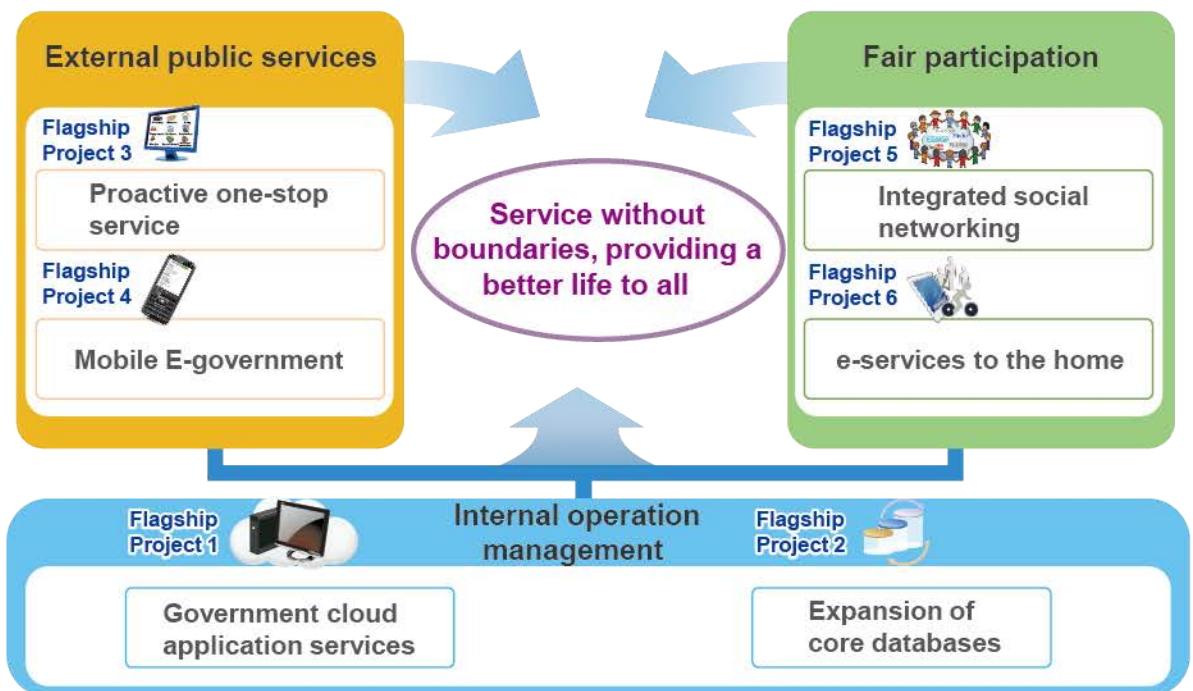 External public services
Flagship
Project 3
Proactive one-stop
service
Flagship
Project 4
Mobile E-government
Fair participation
Flagship
Project 5
Integrated social
networking
Flagship
Project 6
e-services to the home
Service without
boundaries, providing a
better life to all
Internal operation
management
Flagship
Project 1
Government cloud
application services
Flagship
Project 2
Expansion of
core databases